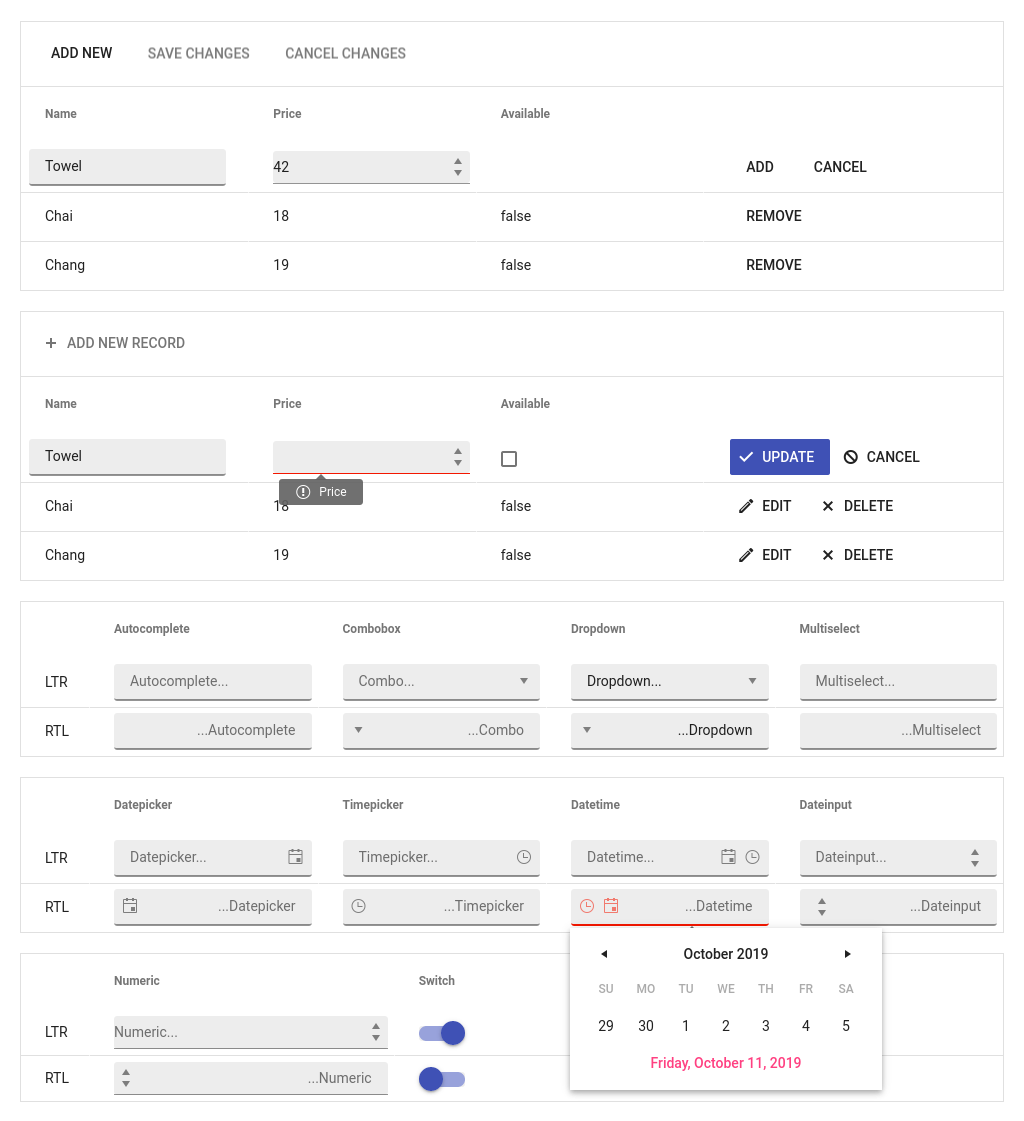 ADD NEW SAVE CHANGES CANCEL CHANGES
Name Price Available
Towel 42 ADD CANCEL
Chai 18 false REMOVE
Chang 19 false REMOVE
ADD NEW RECORD
Name Price Available
Towel UPDATE CANCEL
Price
Chai 18 false EDIT DELETE
Chang 19 false EDIT DELETE
Autocomplete Combobox Dropdown Multiselect
LTR Autocomplete... Combo... Dropdown... Multiselect...
RTL ...Autocomplete ...Combo ...Dropdown ...Multiselect
Datepicker Timepicker Datetime Dateinput
LTR Datepicker... Timepicker... Datetime... Dateinput...
RTL ...Datepicker ...Timepicker ...Datetime ...Dateinput
October 2019
SU MO TU WE TH FR SA
29 30 1 2 3 4 5
Friday, October 11, 2019
Numeric Switch
LTR Numeric...
RTL ...Numeric